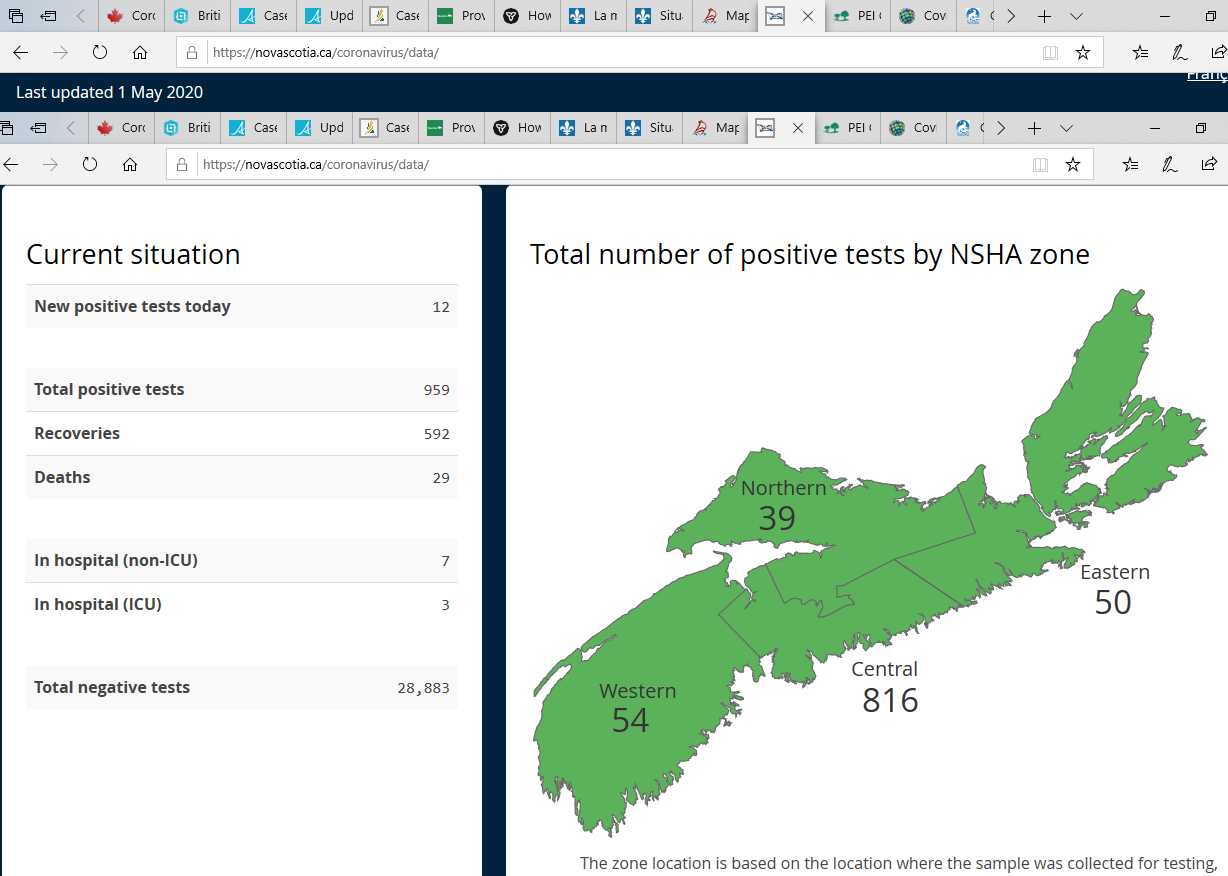 Corc
Briti
Case
Upd
Case
Prov
How
La n
Situ
Map
PEI (
Cov
https://novascotia.ca/coronavirus/data/
Last updated 1 May 2020
Corc
Briti
Case
Upd
Case
Prov
How
La n
Situ
Map
PEI (
Cov
https://novascotia.ca/coronavirus/data/
Current situation
New positive tests today 12
Total positive tests 959
Recoveries 592
Deaths 29
In hospital (non-ICU) 7
In hospital (ICU) 3
Total negative tests 28,883
Total number of positive tests by NSHA zone
Northern
39
Eastern
50
Central
816
Western
54
The zone location is based on the location where the sample was collected for testing,